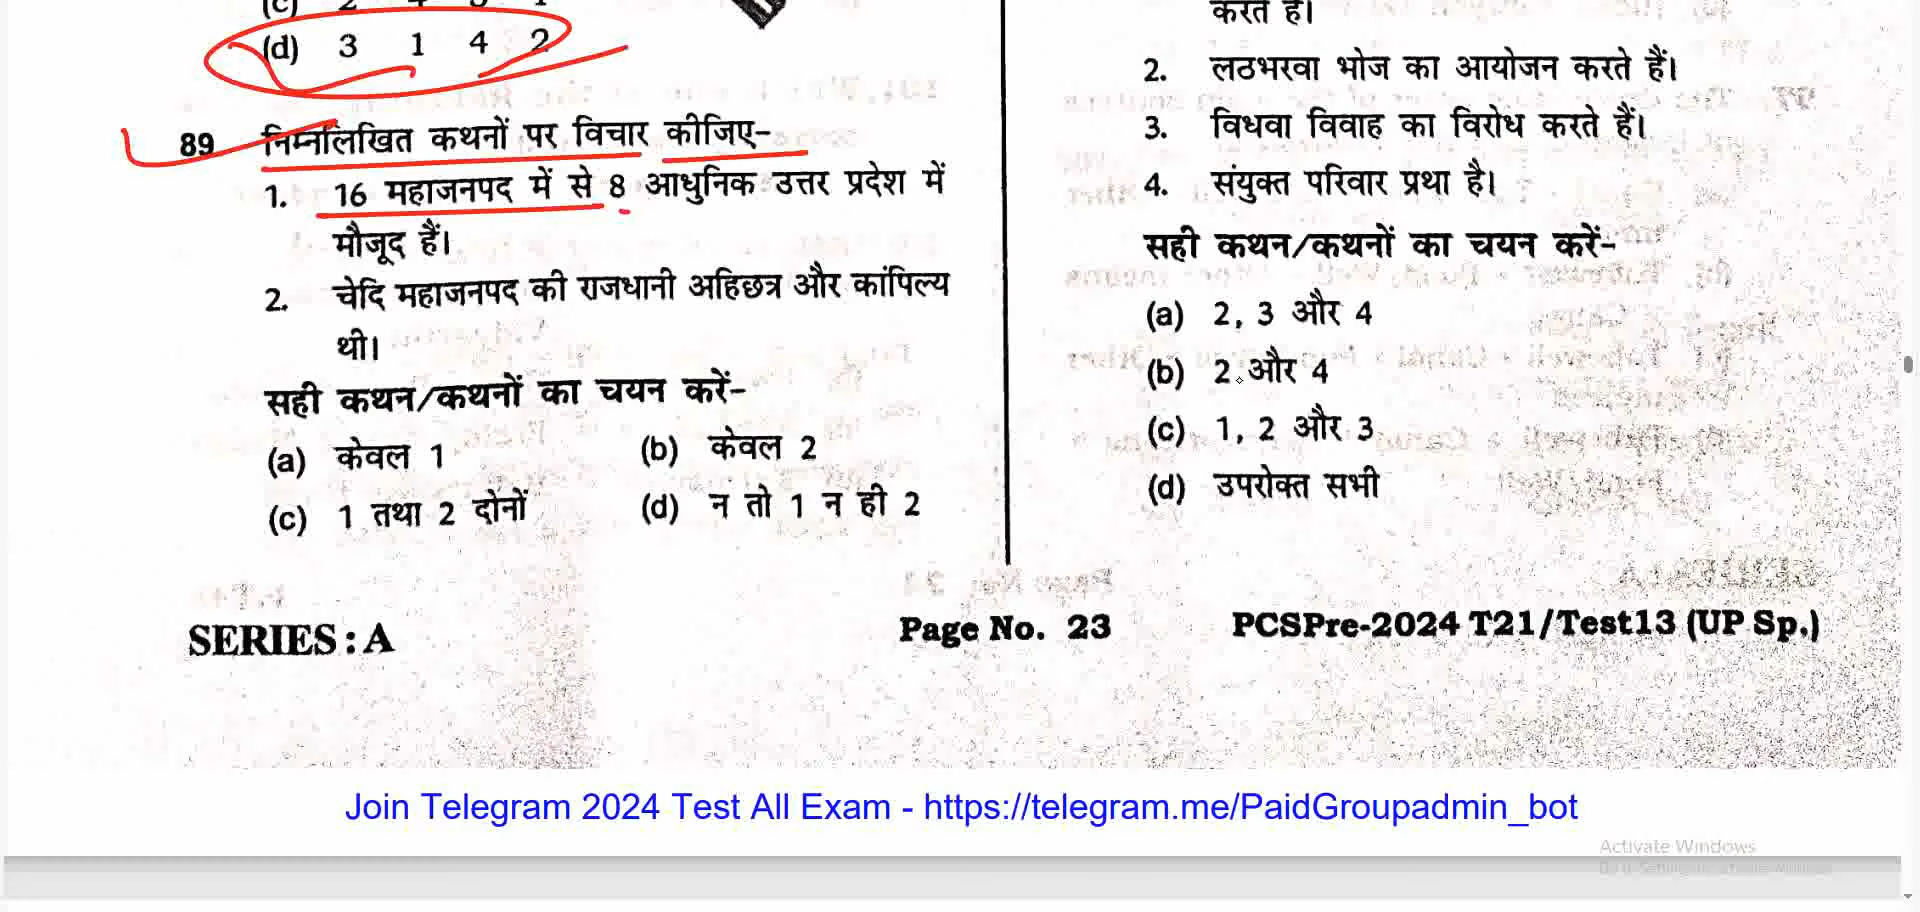 (c) 2 4 3 1
(d) 3 1 4 2
89 निम्नलिखित कथनों पर विचार कीजिए-
1. 16 महाजनपद में से 8 आधुनिक उत्तर प्रदेश में
मौजूद हैं।
2. चेदि महाजनपद की राजधानी अहिछत्र और कांपिल्य
थी।
सही कथन/कथनों का चयन करें-
(a) केवल 1 (b) केवल 2
(c) 1 तथा 2 दोनों (d) न तो 1 न ही 2
करते हैं।
2. लठभरवा भोज का आयोजन करते हैं।
3. विधवा विवाह का विरोध करते हैं।
4. संयुक्त परिवार प्रथा है।
सही कथन/कथनों का चयन करें-
(a) 2, 3 और 4
(b) 2 और 4
(c) 1, 2 और 3
(d) उपरोक्त सभी
SERIES : A Page No. 23 PCSPre-2024 T21/Test13 (UP Sp.)
Join Telegram 2024 Test All Exam - https://telegram.me/PaidGroupadmin_bot
Activate Windows